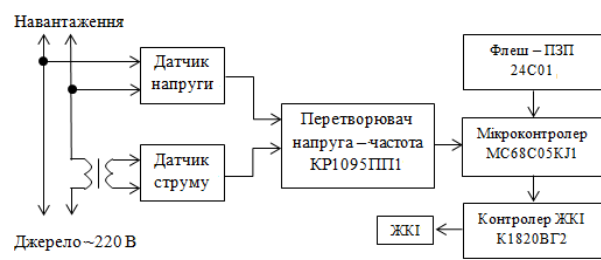 Навантаження
Датчик
напруги
Флеш – ПЗП
24С01
Перетворювач
напруга – частота
КР1095ПП1
Мікроконтролер
МС68С05KJ1
Датчик
струму
Контролер ЖКІ
К1820ВГ2
ЖКІ
Джерело ~220 В